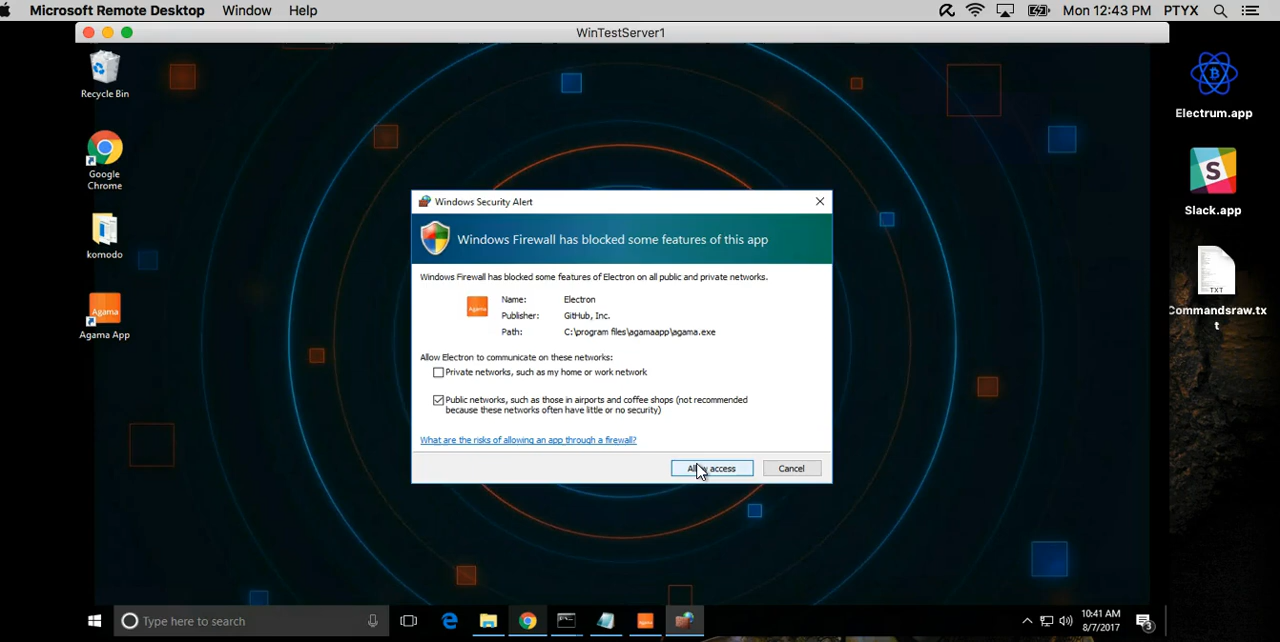 Microsoft Remote Desktop Window Help Mon 12:43 PM PTYX
WinTestServer1
Recycle Bin
Google
Chrome
komodo
Agama
Agama App
Electrum.app
S
Slack.app
TXT
Commandsraw.tx
t
Windows Security Alert
Windows Firewall has blocked some features of this app
Windows Firewall has blocked some features of Electron on all public and private networks.
Agama
Name: Electron
Publisher: GitHub, Inc.
Path: C:\program files\agamaapp\agama.exe
Allow Electron to communicate on these networks:
Private networks, such as my home or work network
Public networks, such as those in airports and coffee shops (not recommended
because these networks often have little or no security)
What are the risks of allowing an app through a firewall?
access Cancel
Type here to search
10:41 AM
8/7/2017
3